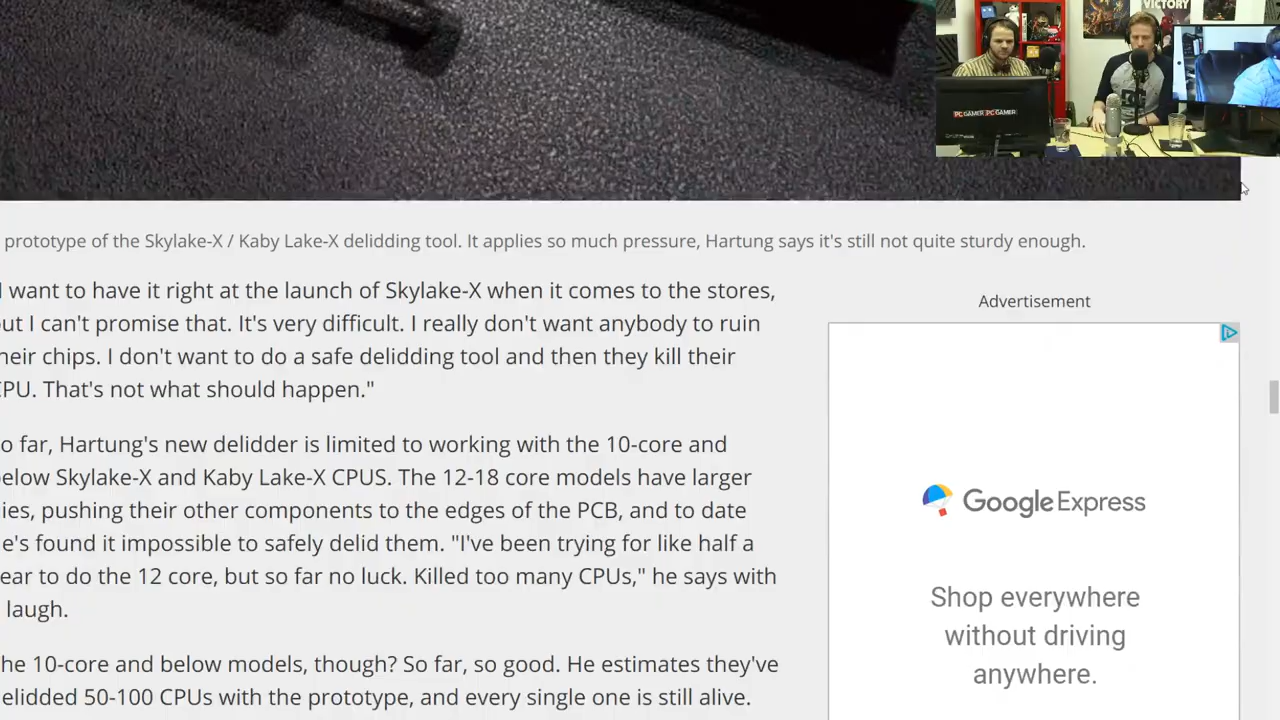 VICTORY
PC GAMER PC GAMER
prototype of the Skylake-X / Kaby Lake-X delidding tool. It applies so much pressure, Hartung says it's still not quite sturdy enough.
I want to have it right at the launch of Skylake-X when it comes to the stores,
ut I can't promise that. It's very difficult. I really don't want anybody to ruin
heir chips. I don't want to do a safe delidding tool and then they kill their
CPU. That's not what should happen."
o far, Hartung's new delidder is limited to working with the 10-core and
elow Skylake-X and Kaby Lake-X CPUS. The 12-18 core models have larger
ies, pushing their other components to the edges of the PCB, and to date
e's found it impossible to safely delid them. "I've been trying for like half a
ear to do the 12 core, but so far no luck. Killed too many CPUs," he says with
laugh.
he 10-core and below models, though? So far, so good. He estimates they've
elidded 50-100 CPUs with the prototype, and every single one is still alive.
Advertisement
Google Express
Shop everywhere
without driving
anywhere.